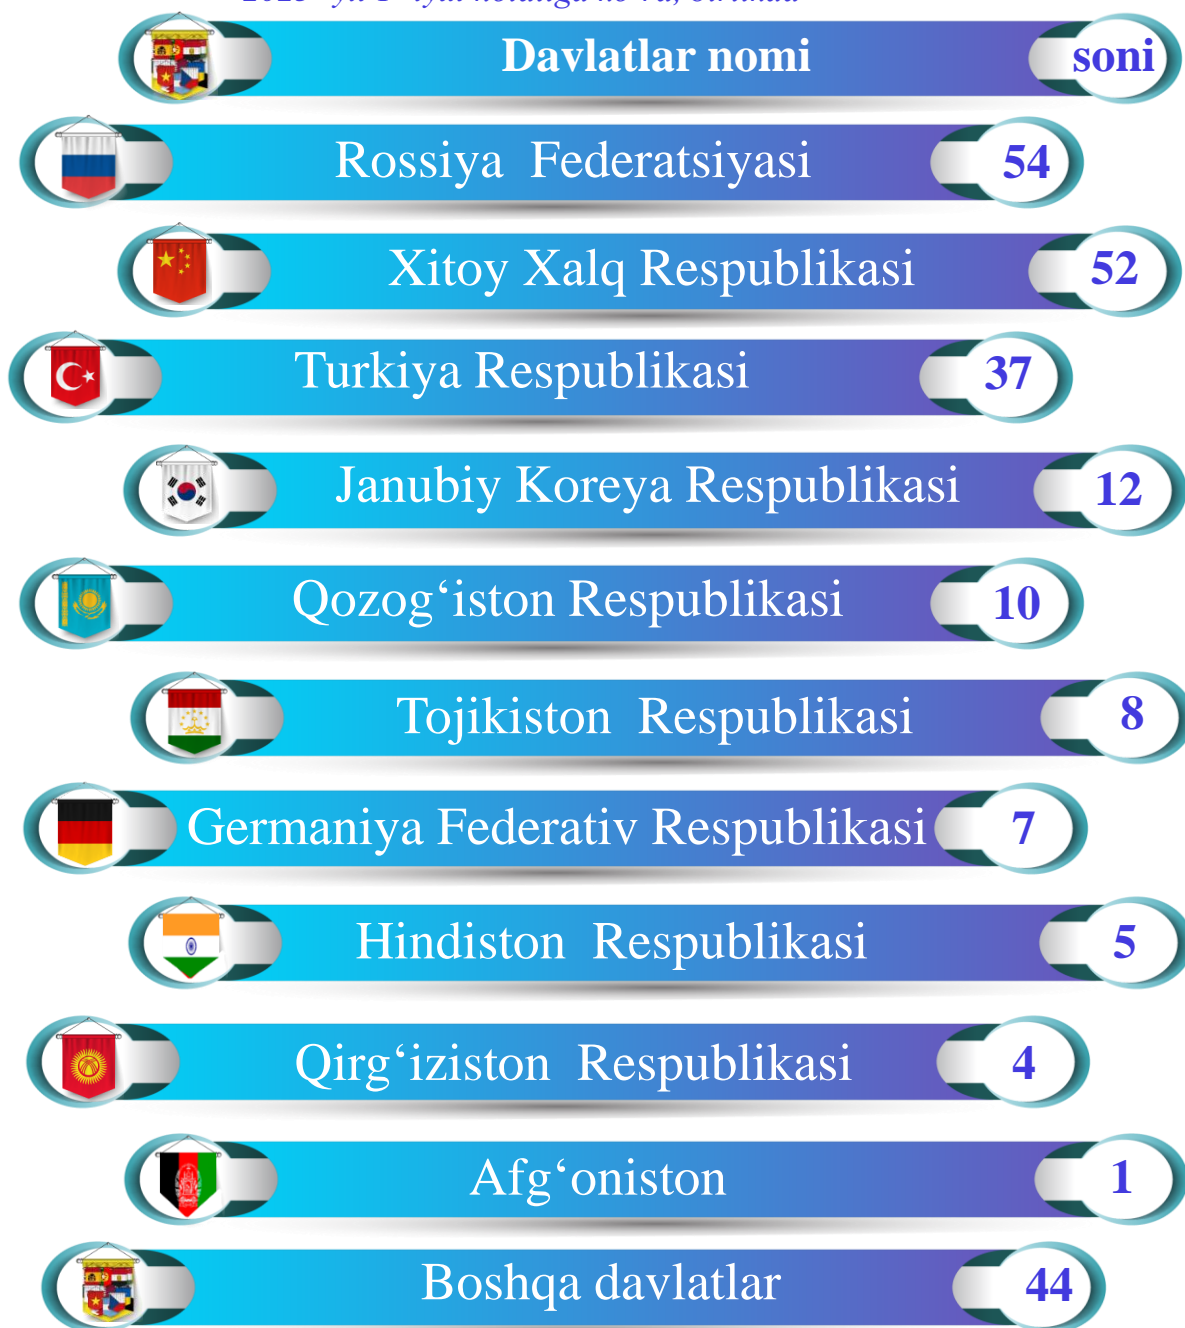 Davlatlar nomi soni
Rossiya Federatsiyasi 54
Xitoy Xalq Respublikasi 52
Turkiya Respublikasi 37
Janubiy Koreya Respublikasi 12
Qozog‘iston Respublikasi 10
Tojikiston Respublikasi 8
Germaniya Federativ Respublikasi 7
Hindiston Respublikasi 5
Qirg‘iziston Respublikasi 4
Afg‘oniston 1
Boshqa davlatlar 44